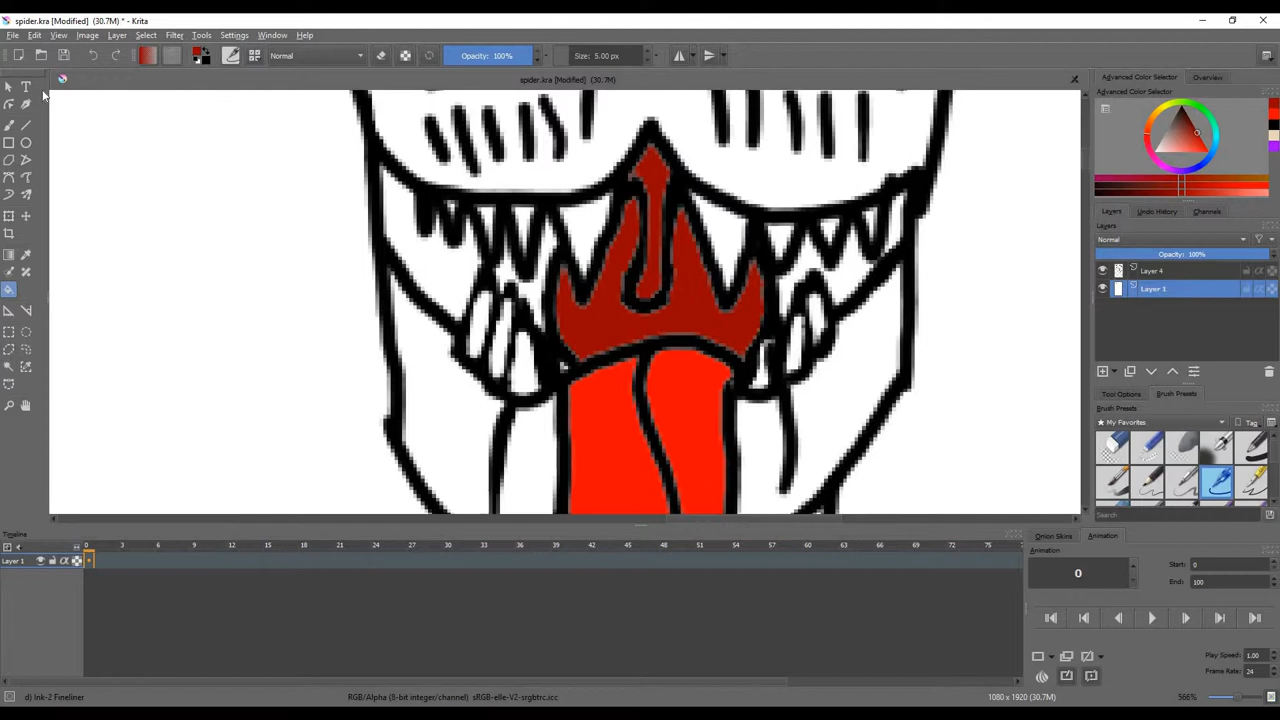 spider.kra [Modified] (30.7M) * - Krita
File Edit View Image Layer Select Filter Tools Settings Window Help
Normal
Opacity: 100%
Size: 5.00 px
spider.kra [Modified] (30.7M)
Advanced Color Selector Overview
Advanced Color Selector
Layers Undo History Channels
Layers
Normal
Opacity: 100%
Layer 4
Layer 1
Tool Options Brush Presets
Brush Presets
My Favorites Tag
Search
Timeline
0 3 6 9 12 15 18 21 24 27 30 33 36 39 42 45 48 51 54 57 60 63 66 69 72 75
Layer 1
Onion Skins Animation
Animation
0
Start: 0
End: 100
Play Speed: 1.00
Frame Rate: 24
d) Ink-2 Fineliner
RGB/Alpha (8-bit integer/channel) sRGB-elle-V2-srgbtrc.icc
1080 x 1920 (30.7M)
566%